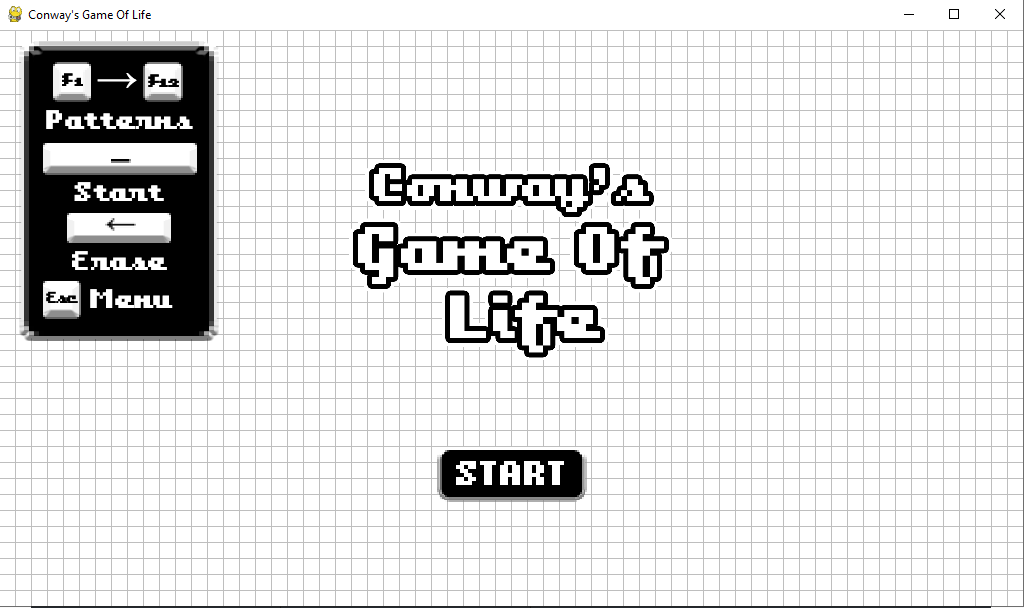 Conway's Game Of Life
F1 → F12
Patterns
Start
←
Erase
Esc Menu
Conway's
Game Of
Life
START